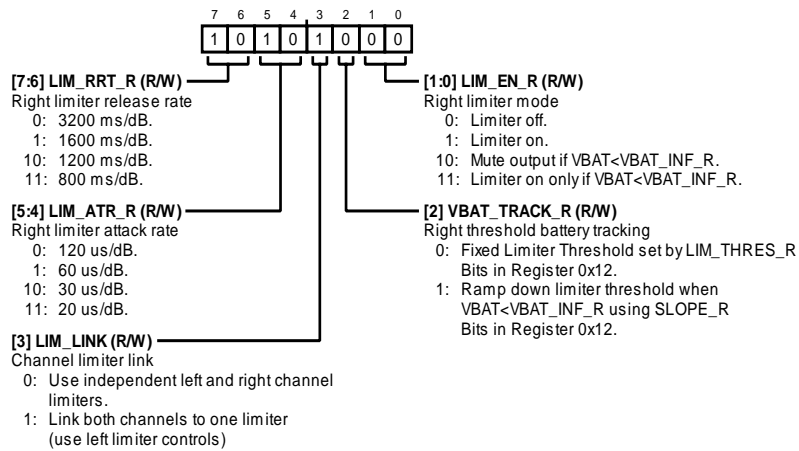 7 6 5 4 3 2 1 0
1 0 1 0 1 0 0 0
[7:6] LIM_RRT_R (R/W)
Right limiter release rate
0: 3200 ms/dB.
1: 1600 ms/dB.
10: 1200 ms/dB.
11: 800 ms/dB.
[5:4] LIM_ATR_R (R/W)
Right limiter attack rate
0: 120 us/dB.
1: 60 us/dB.
10: 30 us/dB.
11: 20 us/dB.
[3] LIM_LINK (R/W)
Channel limiter link
0: Use independent left and right channel
limiters.
1: Link both channels to one limiter
(use left limiter controls)
[1:0] LIM_EN_R (R/W)
Right limiter mode
0: Limiter off.
1: Limiter on.
10: Mute output if VBAT<VBAT_INF_R.
11: Limiter on only if VBAT<VBAT_INF_R.
[2] VBAT_TRACK_R (R/W)
Right threshold battery tracking
0: Fixed Limiter Threshold set by LIM_THRES_R
Bits in Register 0x12.
1: Ramp down limiter threshold when
VBAT<VBAT_INF_R using SLOPE_R
Bits in Register 0x12.